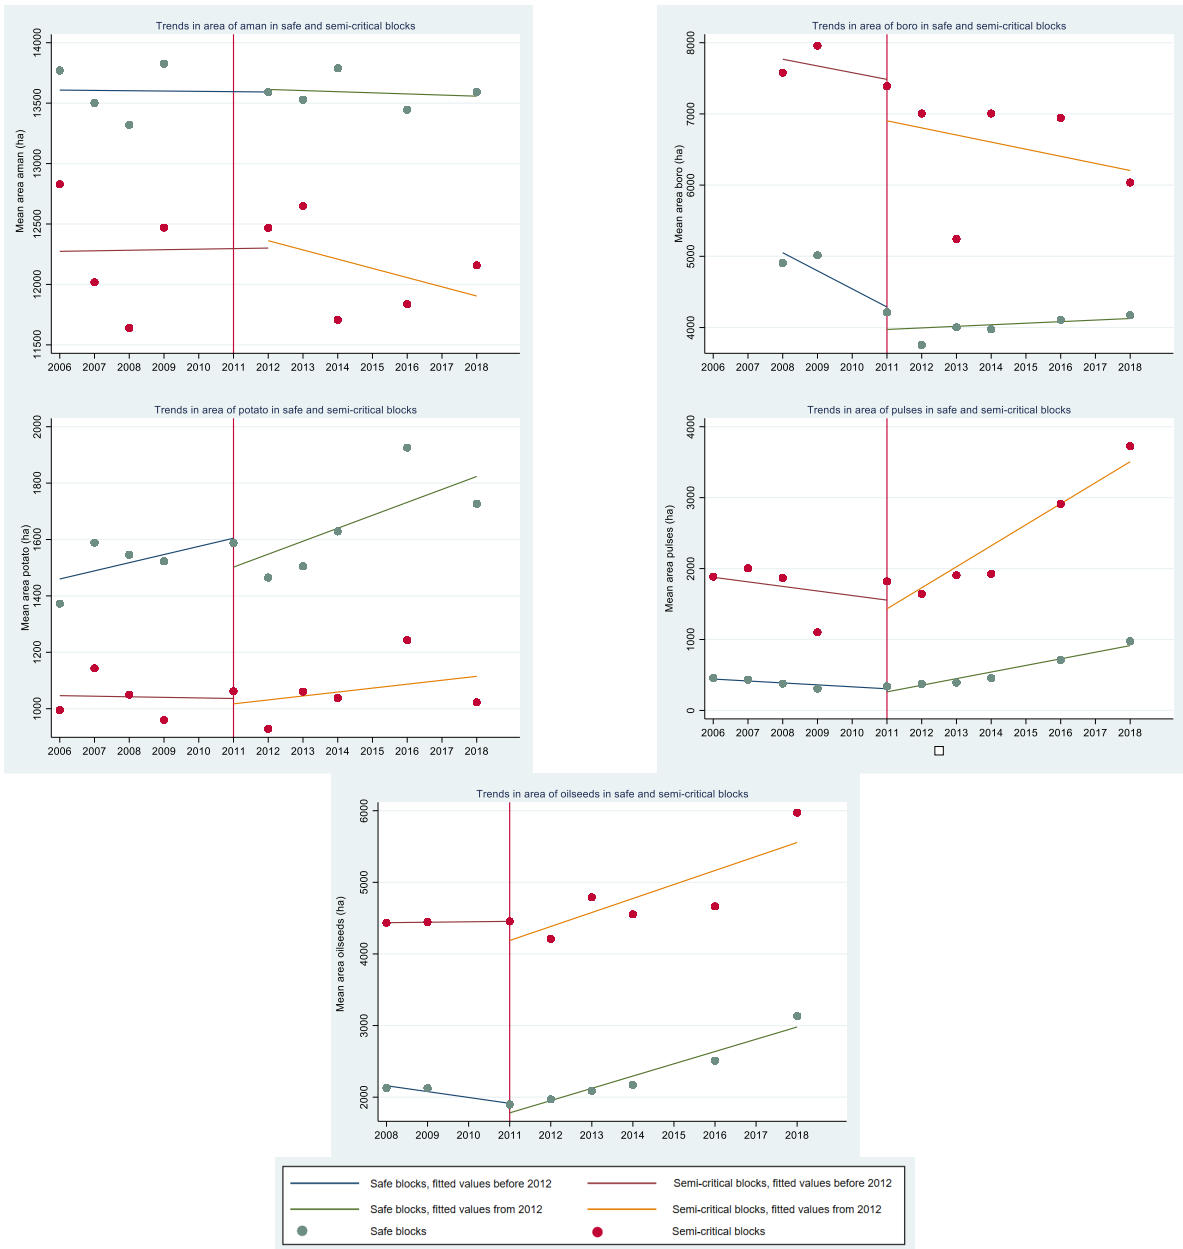 Trends in area of aman in safe and semi-critical blocks
Mean area aman (ha)
14000
13500
13000
12500
12000
11500
2006 2007 2008 2009 2010 2011 2012 2013 2014 2015 2016 2017 2018
Trends in area of boro in safe and semi-critical blocks
Mean area boro (ha)
8000
7000
6000
5000
4000
2006 2007 2008 2009 2010 2011 2012 2013 2014 2015 2016 2017 2018
Trends in area of potato in safe and semi-critical blocks
Mean area potato (ha)
2000
1800
1600
1400
1200
1000
2006 2007 2008 2009 2010 2011 2012 2013 2014 2015 2016 2017 2018
Trends in area of pulses in safe and semi-critical blocks
Mean area pulses (ha)
4000
3000
2000
1000
0
2006 2007 2008 2009 2010 2011 2012 2013 2014 2015 2016 2017 2018
Trends in area of oilseeds in safe and semi-critical blocks
Mean area oilseeds (ha)
6000
5000
4000
3000
2000
2008 2009 2010 2011 2012 2013 2014 2015 2016 2017 2018
Safe blocks, fitted values before 2012
Semi-critical blocks, fitted values before 2012
Safe blocks, fitted values from 2012
Semi-critical blocks, fitted values from 2012
Safe blocks
Semi-critical blocks